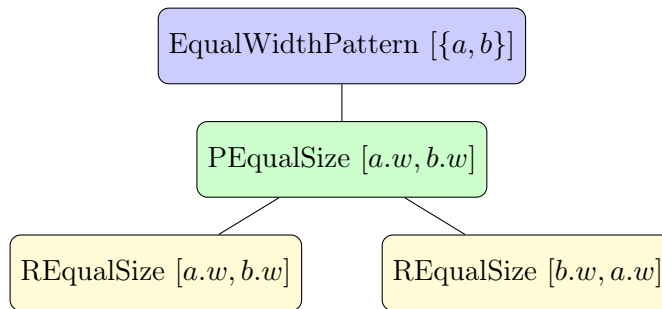 EqualWidthPattern [{a, b}]
PEqualSize [a.w, b.w]
REqualSize [a.w, b.w]
REqualSize [b.w, a.w]